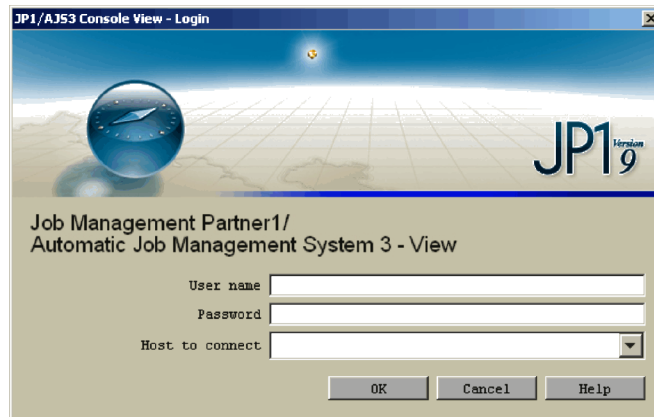 JP1/AJS3 Console View - Login
JP1 Version 9
Job Management Partner1/
Automatic Job Management System 3 - View
User name
Password
Host to connect
OK Cancel Help